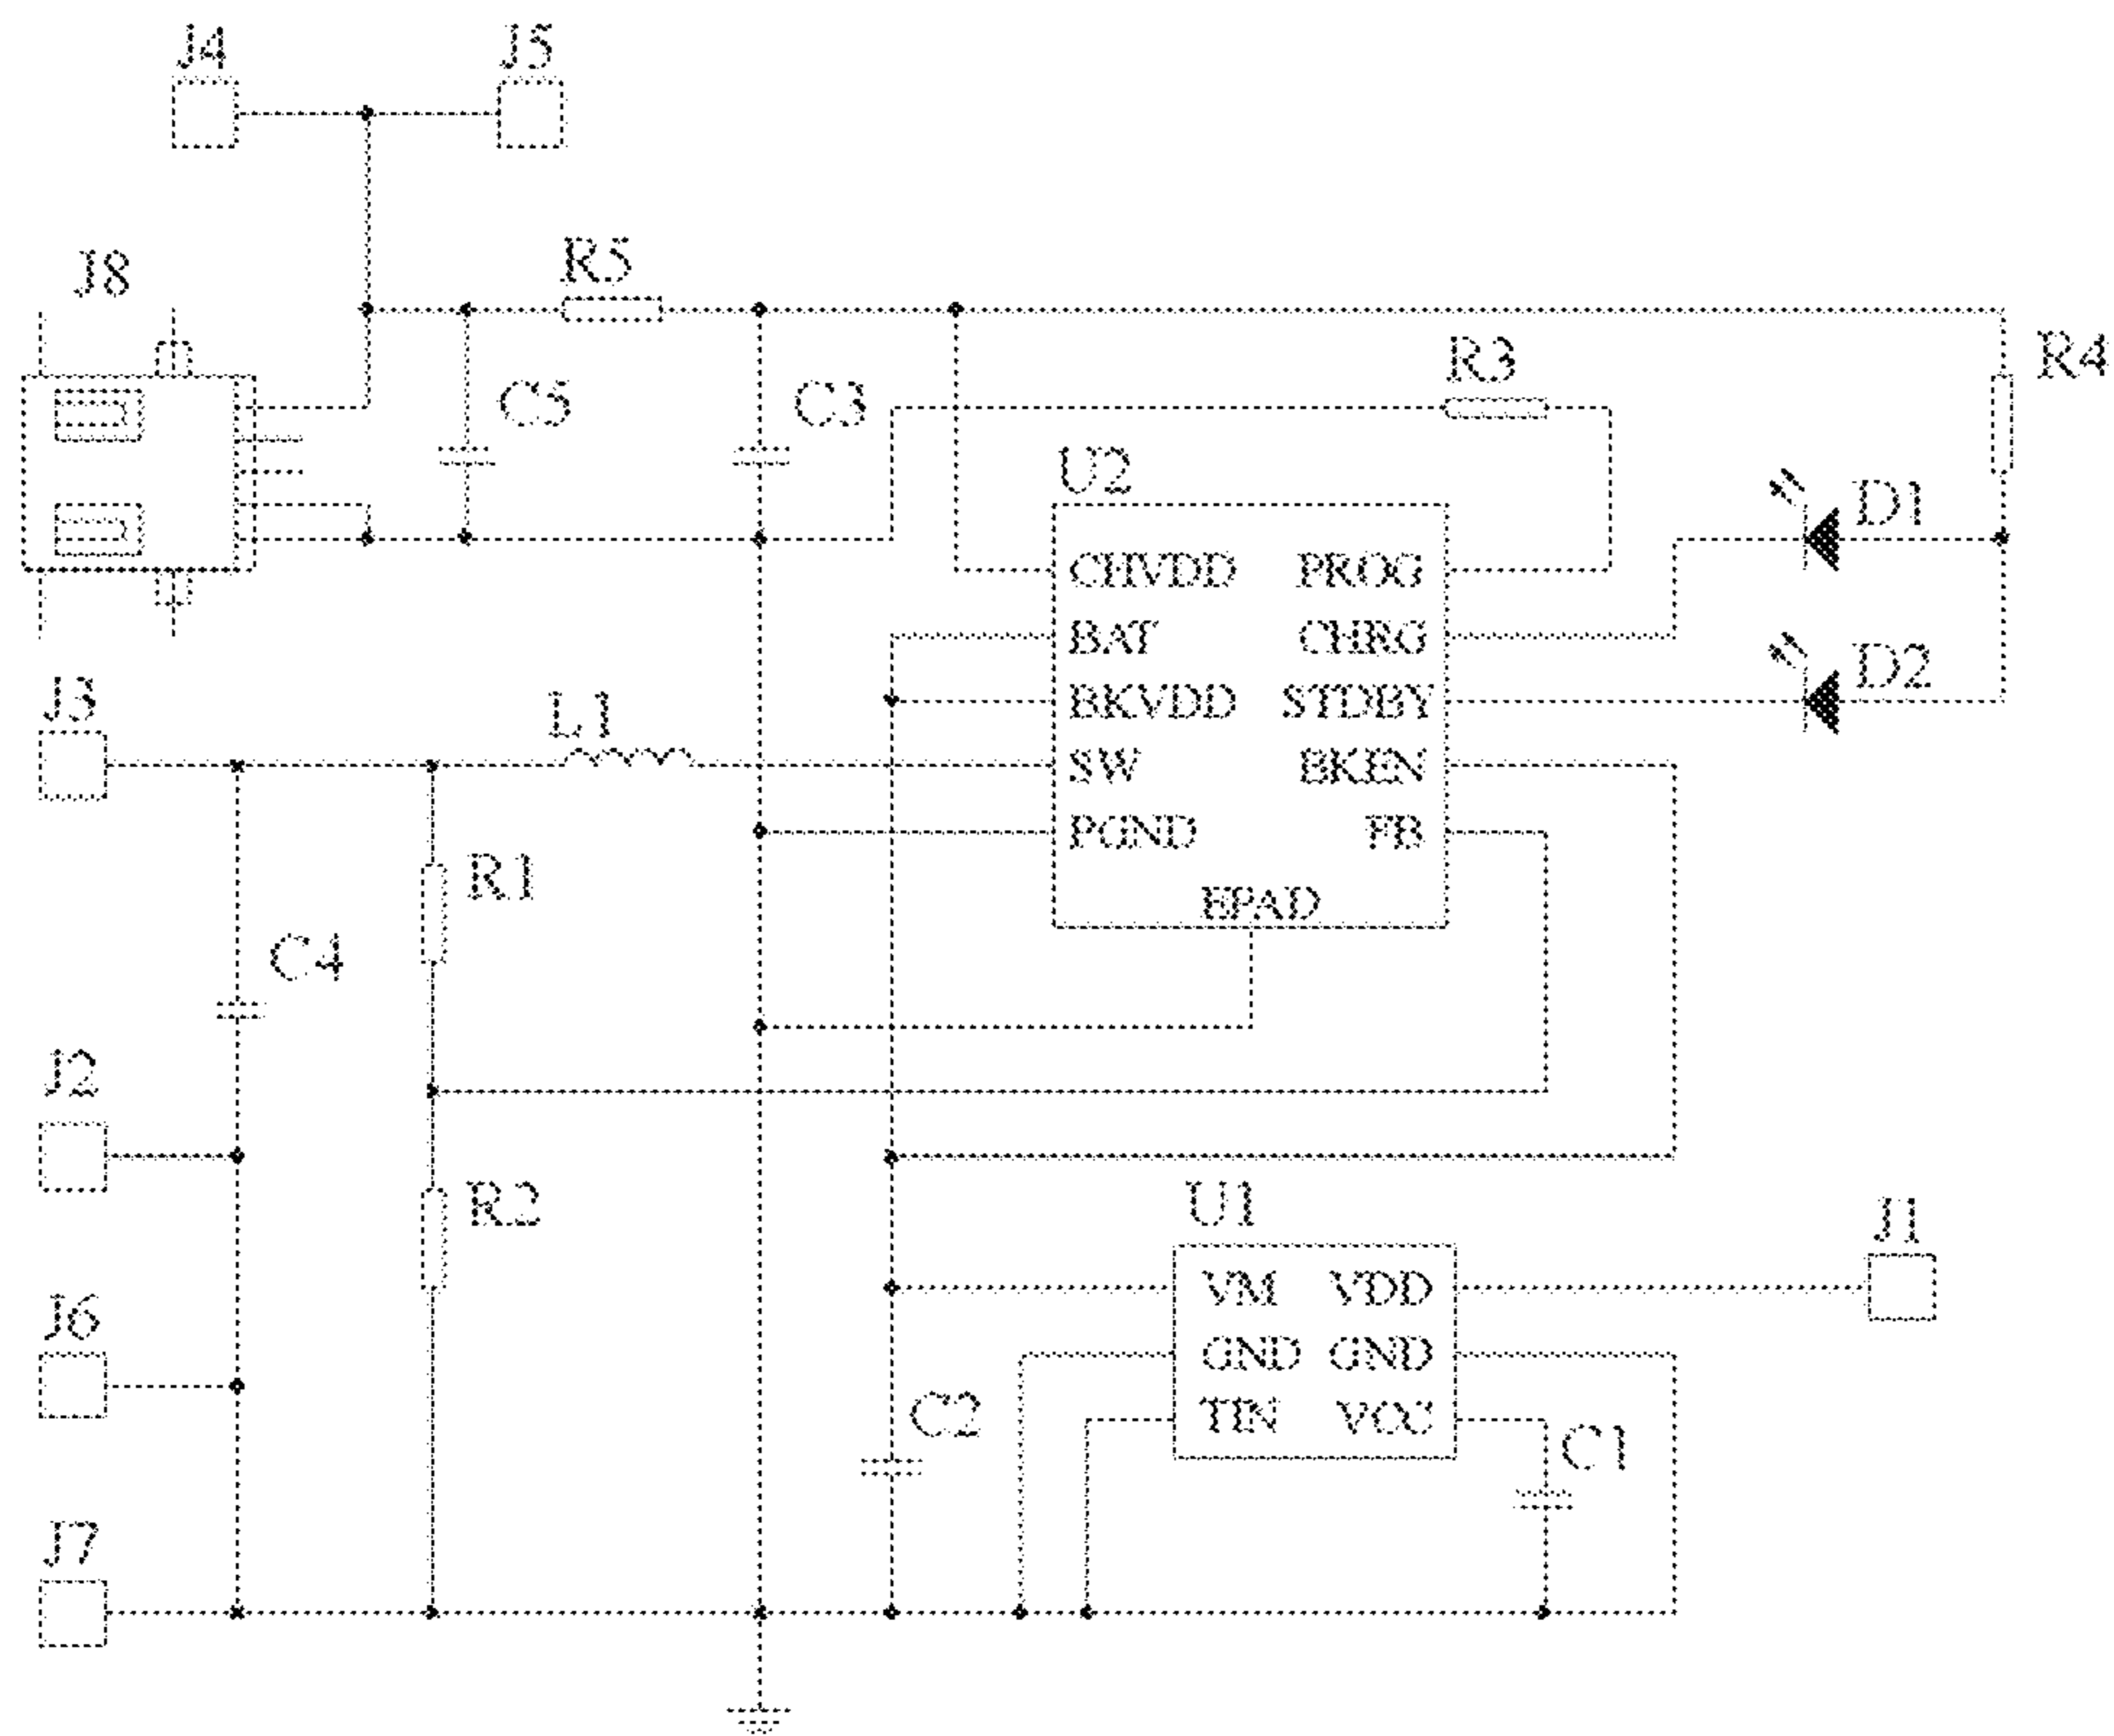 J4 J5
J8 R5
R3 R4
C5 C3
U2
D1
CHVDD PROG
BAT CHRG
D2
BKVDD STDBY
J3 L1
SW BKEN
PGND FB
R1
EPAD
C4
J2
R2 U1 J1
VM VDD
J6
GND GND
C2 TIN VCC C1
J7